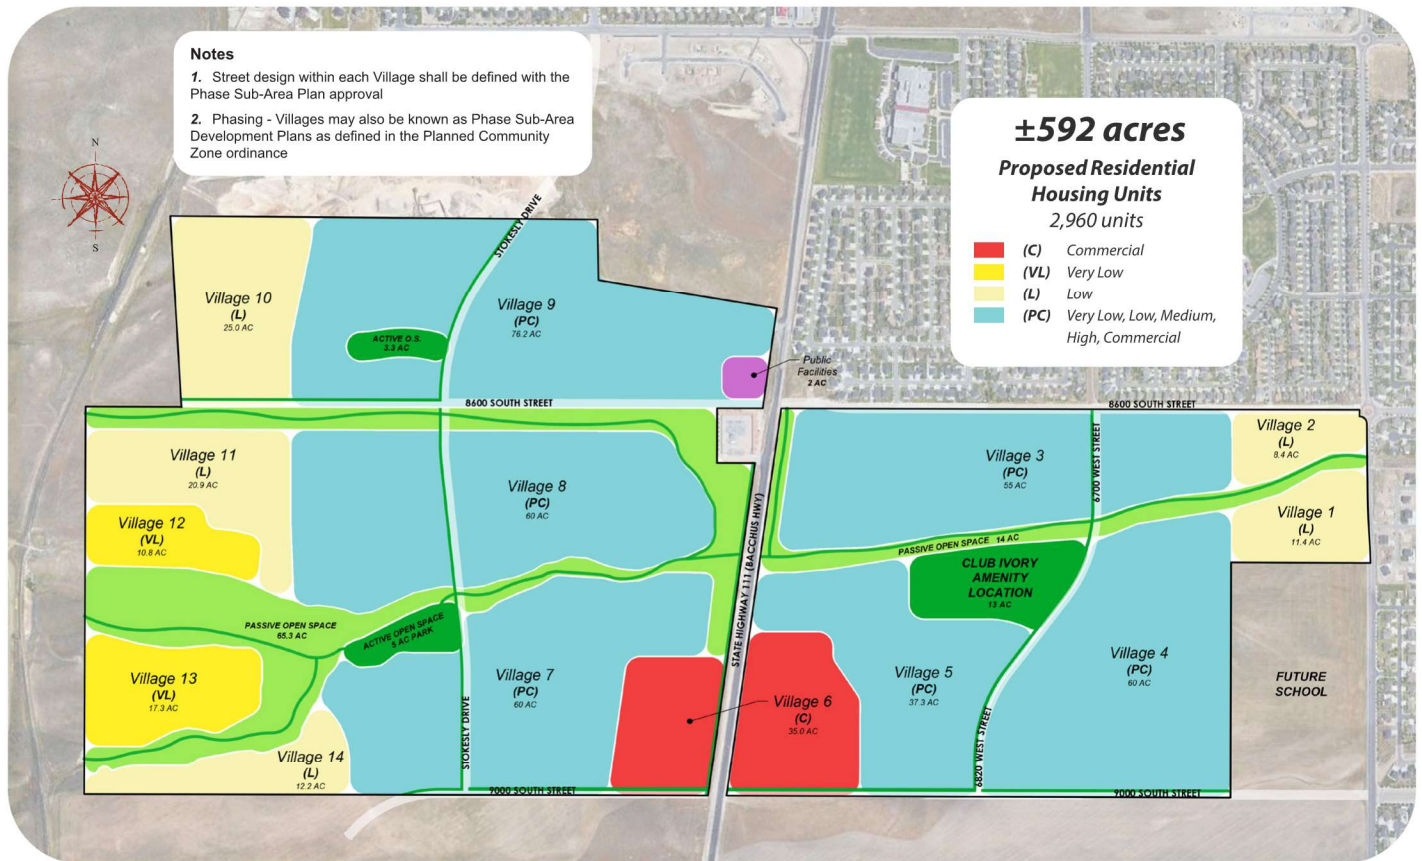 Notes
1. Street design within each Village shall be defined with the
Phase Sub-Area Plan approval
2. Phasing - Villages may also be known as Phase Sub-Area
Development Plans as defined in the Planned Community
Zone ordinance
N
S
±592 acres
Proposed Residential
Housing Units
2,960 units
(C) Commercial
(VL) Very Low
(L) Low
(PC) Very Low, Low, Medium,
High, Commercial
STOKESLY DRIVE
Village 10
(L)
25.0 AC
Village 9
(PC)
76.2 AC
ACTIVE O.S.
3.3 AC
Public
Facilities
2 AC
8600 SOUTH STREET
8600 SOUTH STREET
Village 11
(L)
20.9 AC
Village 12
(VL)
10.8 AC
Village 8
(PC)
60 AC
Village 3
(PC)
55 AC
6700 WEST STREET
Village 2
(L)
8.4 AC
Village 1
(L)
11.4 AC
STATE HIGHWAY 111 (BACCHUS HWY)
PASSIVE OPEN SPACE 14 AC
CLUB IVORY
AMENITY
LOCATION
13 AC
PASSIVE OPEN SPACE
65.3 AC
ACTIVE OPEN SPACE
5 AC PARK
Village 13
(VL)
17.3 AC
Village 7
(PC)
60 AC
Village 6
(C)
35.0 AC
Village 5
(PC)
37.3 AC
Village 4
(PC)
60 AC
FUTURE
SCHOOL
Village 14
(L)
12.2 AC
STOKESLY DRIVE
6820 WEST STREET
9000 SOUTH STREET
9000 SOUTH STREET